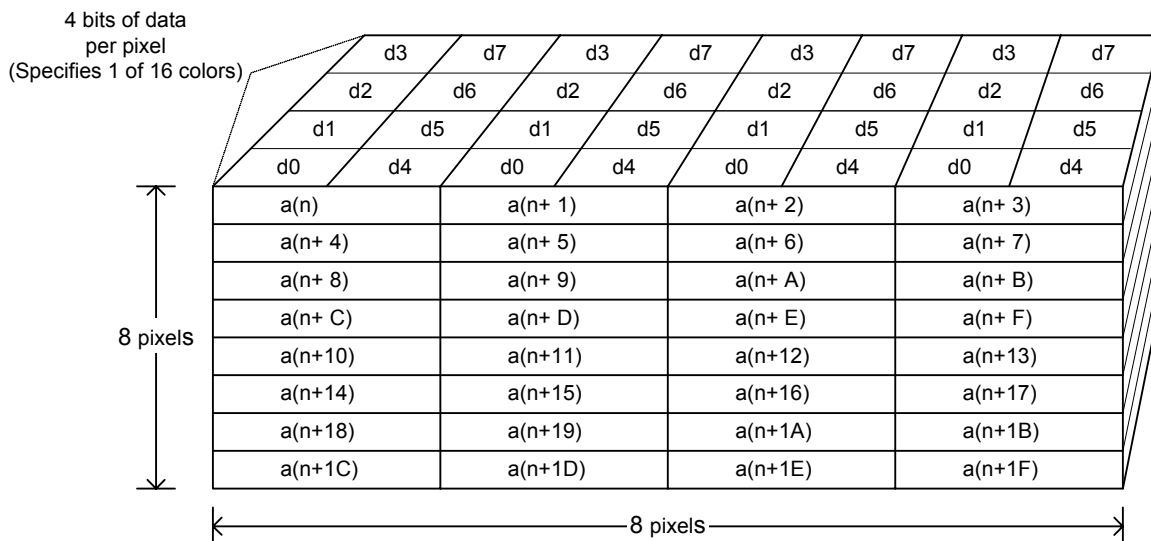 4 bits of data
per pixel
(Specifies 1 of 16 colors)
d3 d7 d3 d7 d3 d7 d3 d7
d2 d6 d2 d6 d2 d6 d2 d6
d1 d5 d1 d5 d1 d5 d1 d5
d0 d4 d0 d4 d0 d4 d0 d4
a(n) a(n+ 1) a(n+ 2) a(n+ 3)
a(n+ 4) a(n+ 5) a(n+ 6) a(n+ 7)
a(n+ 8) a(n+ 9) a(n+ A) a(n+ B)
a(n+ C) a(n+ D) a(n+ E) a(n+ F)
8 pixels
a(n+10) a(n+11) a(n+12) a(n+13)
a(n+14) a(n+15) a(n+16) a(n+17)
a(n+18) a(n+19) a(n+1A) a(n+1B)
a(n+1C) a(n+1D) a(n+1E) a(n+1F)
8 pixels